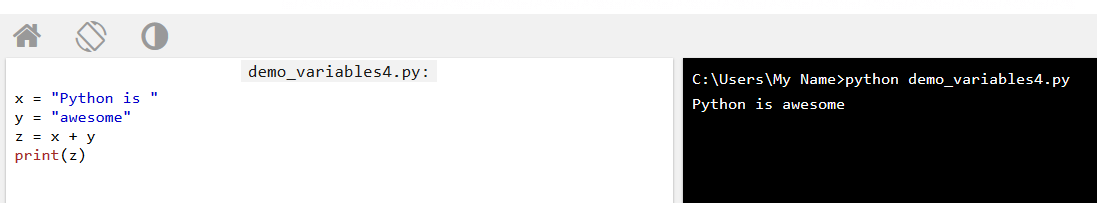 demo_variables4.py:
x = "Python is "
y = "awesome"
z = x + y
print(z)
C:\Users\My Name>python demo_variables4.py
Python is awesome